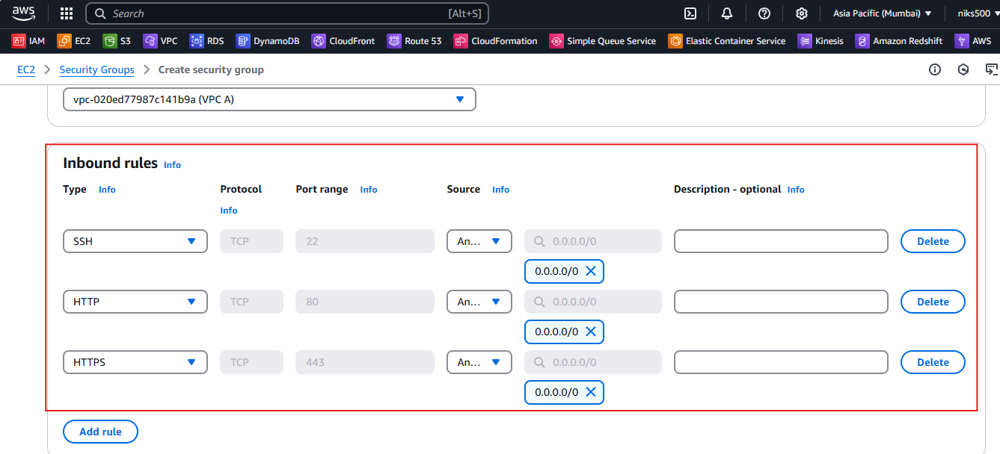 aws
Search [Alt+S] Asia Pacific (Mumbai) niks500
IAM EC2 S3 VPC RDS DynamoDB CloudFront Route 53 CloudFormation Simple Queue Service Elastic Container Service Kinesis Amazon Redshift AWS
EC2 > Security Groups > Create security group
vpc-020ed77987c141b9a (VPC A)
Inbound rules Info
Type Info Protocol Port range Info Source Info Description - optional Info
Info
SSH TCP 22 An... 0.0.0.0/0 Delete
0.0.0.0/0
HTTP TCP 80 An... 0.0.0.0/0 Delete
0.0.0.0/0
HTTPS TCP 443 An... 0.0.0.0/0 Delete
0.0.0.0/0
Add rule